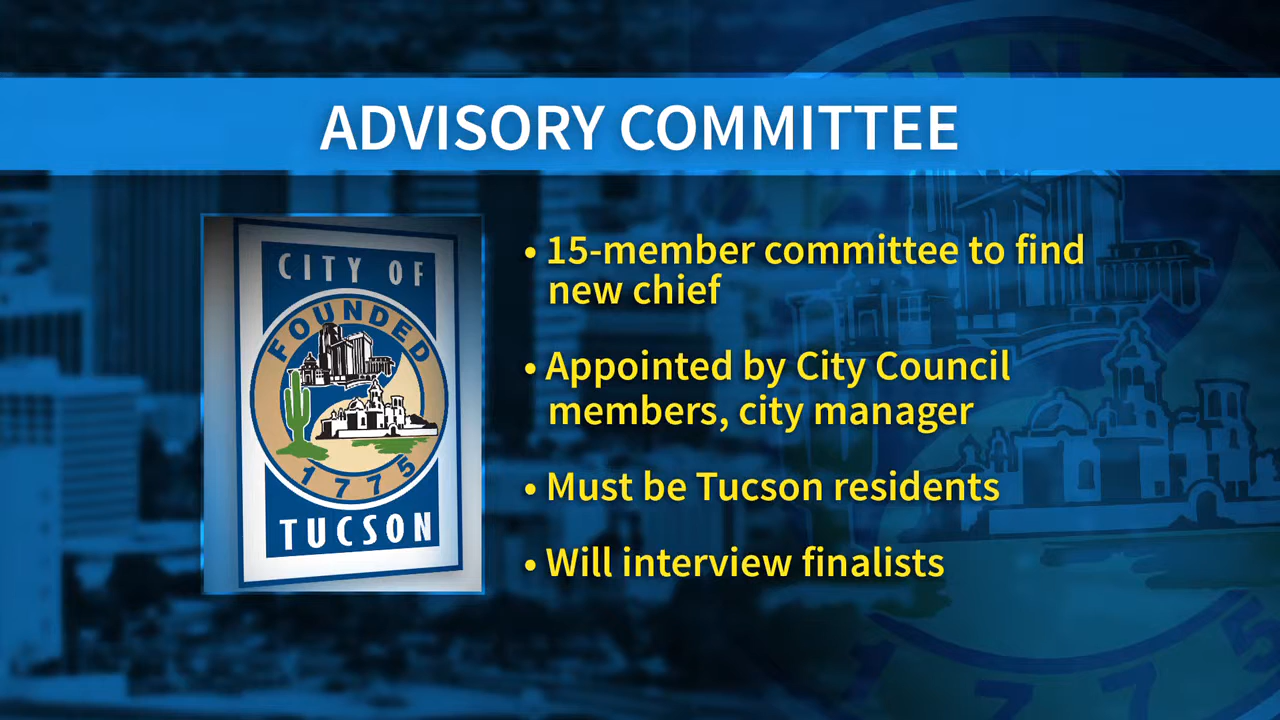 ADVISORY COMMITTEE
CITY OF
FOUNDED
1775
TUCSON
• 15-member committee to find
new chief
• Appointed by City Council
members, city manager
• Must be Tucson residents
• Will interview finalists